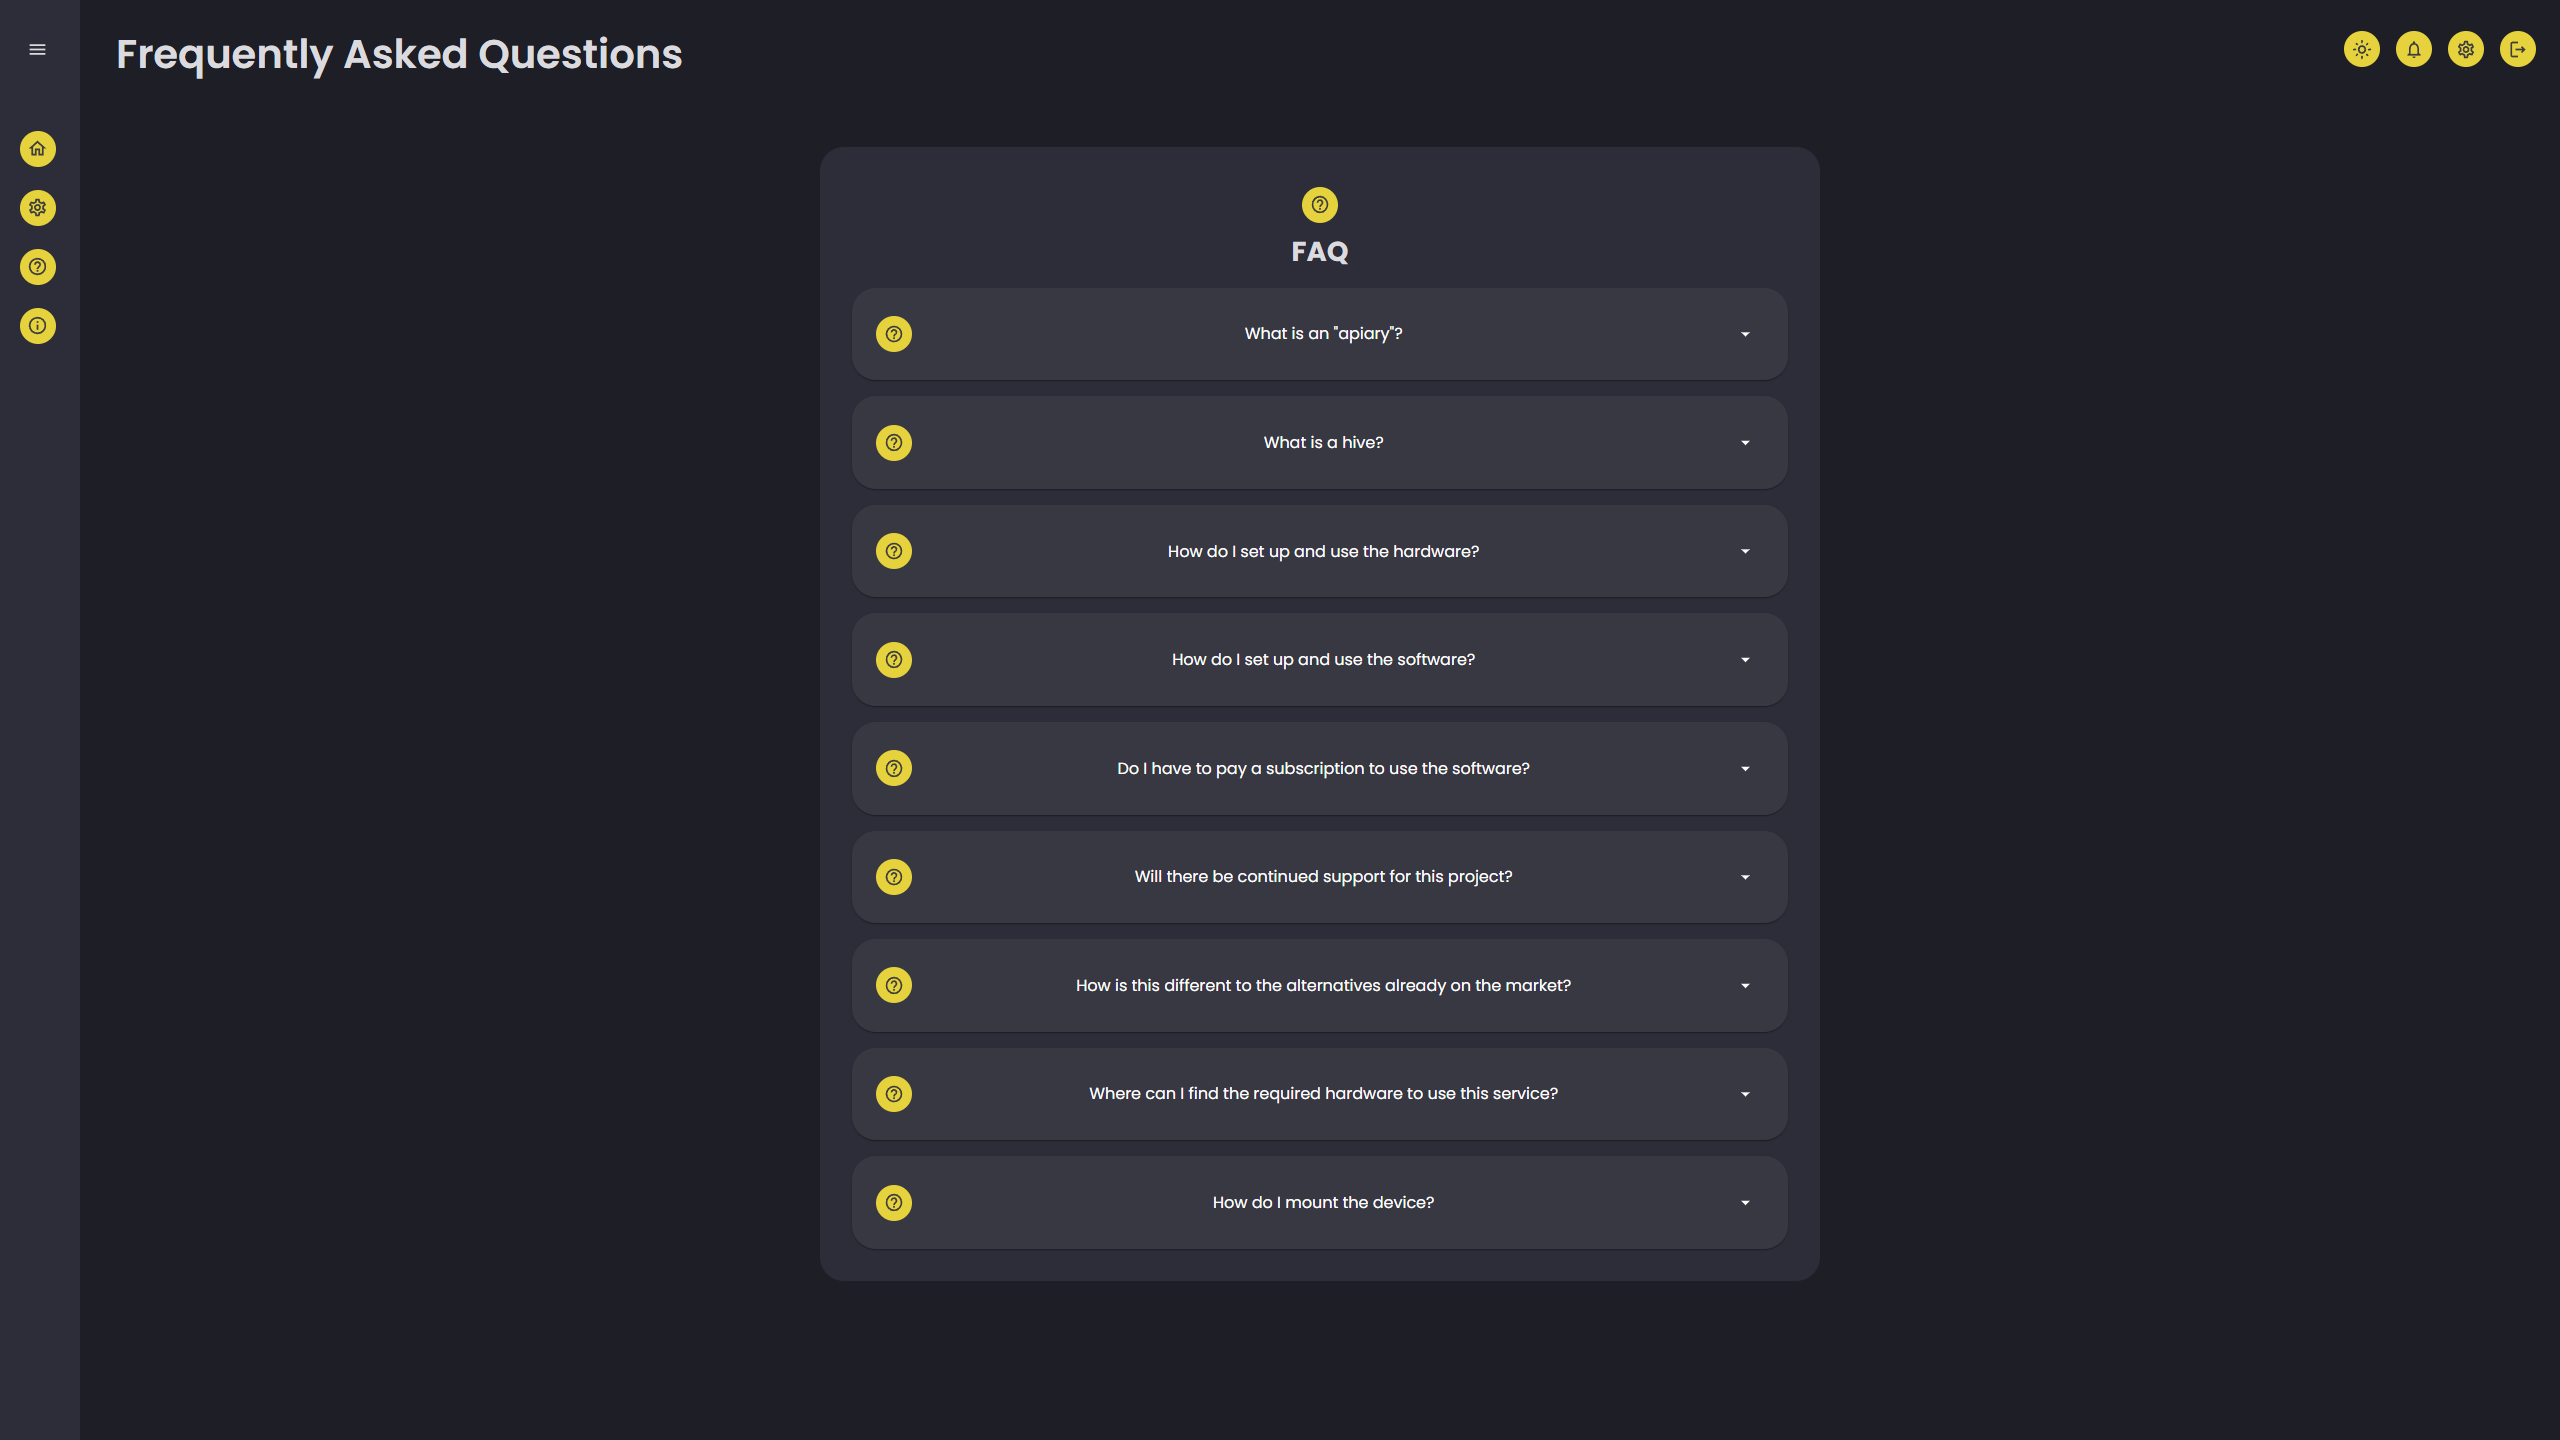 Frequently Asked Questions
FAQ
What is an "apiary"?
What is a hive?
How do I set up and use the hardware?
How do I set up and use the software?
Do I have to pay a subscription to use the software?
Will there be continued support for this project?
How is this different to the alternatives already on the market?
Where can I find the required hardware to use this service?
How do I mount the device?